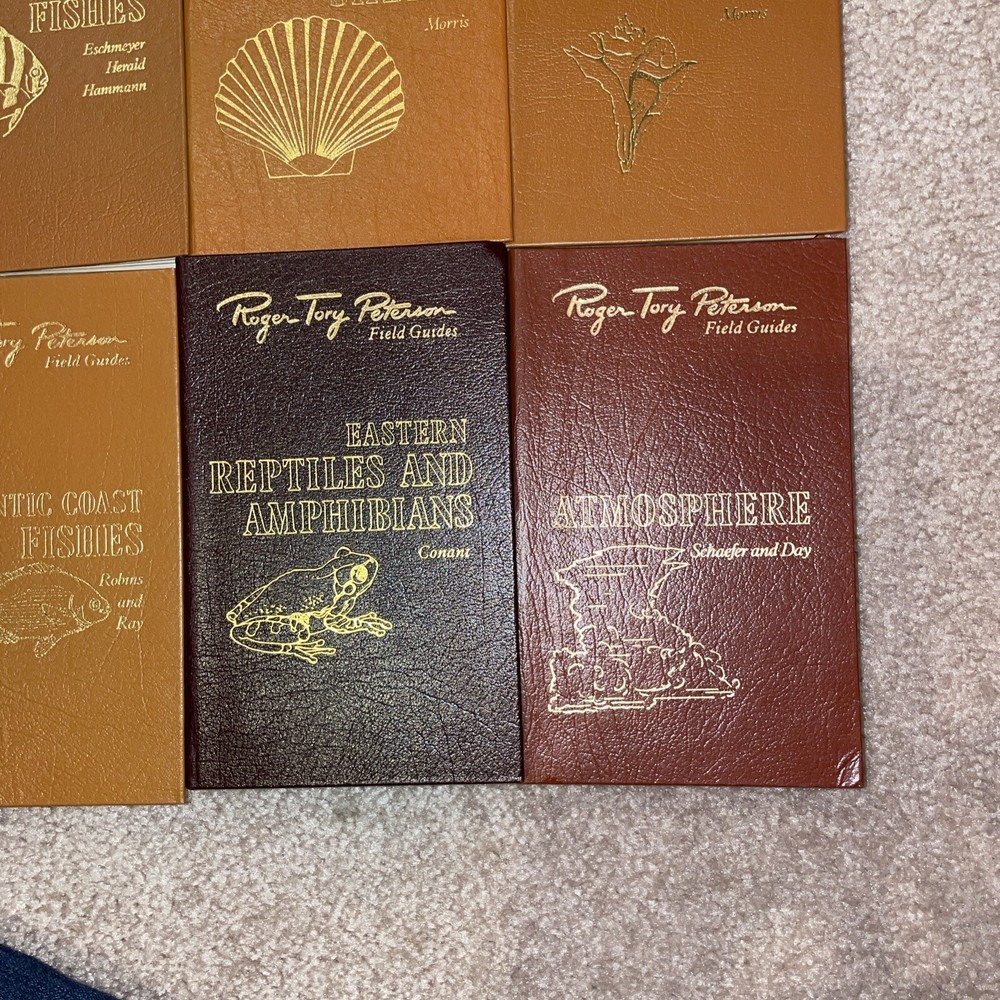 FISHES
Eschmeyer
Herald
Hammann
Morris
Morris
Peterson
Field Guides
NTIC COAST
FISHES
Robins
and
Ray
Roger Tory Peterson
Field Guides
EASTERN
REPTILES AND
AMPHIBIANS
Conant
Roger Tory Peterson
Field Guides
ATMOSPHERE
Schaefer and Day